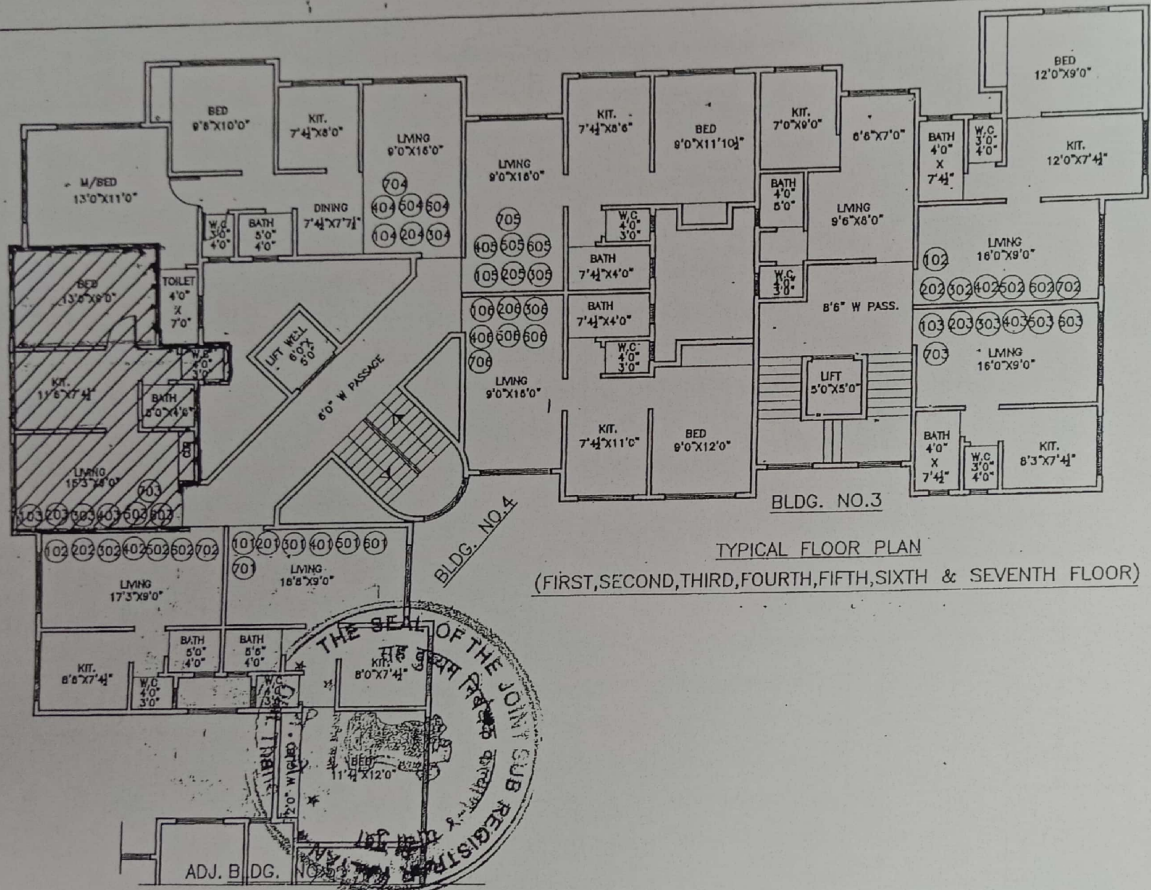 BED
9'6"X10'0"
KIT.
7'4½"X8'0"
LIVING
9'0"X16'0"
M/BED
13'0"X11'0"
W.C
3'0"
4'0"
BATH
5'0"
4'0"
DINING
7'4½"X7'7½"
704
404 504 604
104 204 304
LIVING
9'0"X16'0"
705
405 505 605
105 205 305
KIT.
7'4½"X8'6"
BED
9'0"X11'10½"
W.C
4'0"
3'0"
BATH
7'4½"X4'0"
BATH
7'4½"X4'0"
W.C
4'0"
3'0"
106 206 306
406 506 606
706
LIVING
9'0"X16'0"
KIT.
7'4½"X11'0"
BED
9'0"X12'0"
KIT.
7'0"X9'0"
BATH
4'0"
6'0"
W.C
4'0"
3'0"
6'6"X7'0"
LIVING
9'6"X8'0"
8'6" W PASS.
LIFT
5'0"X5'0"
BATH
4'0"
X
7'4½"
W.C
3'0"
4'0"
BED
12'0"X9'0"
KIT.
12'0"X7'4½"
LIVING
16'0"X9'0"
102
202 302 402 502 602 702
103 203 303 403 503 603
703
LIVING
16'0"X9'0"
BATH
4'0"
X
7'4½"
W.C
3'0"
4'0"
KIT.
8'3"X7'4½"
BED
TOILET
4'0"
X
7'0"
LIFT WELL
6'0"X
5'0"
6'0" W PASSAGE
W.C
4'0"
3'0"
KIT.
11'6"X7'4½"
BATH
5'0"X4'6"
LIVING
15'3"X9'0"
703
103 203 303 403 503 603
102 202 302 402 502 602 702
LIVING
17'3"X9'0"
101 201 301 401 501 601
701
LIVING
18'8"X9'0"
BATH
5'0"
4'0"
BATH
5'6"
4'0"
KIT.
8'6"X7'4½"
W.C
4'0"
3'0"
W.C
KIT.
8'0"X7'4½"
BED
11'4½"X12'0"
BLDG. NO.4
BLDG. NO.3
TYPICAL FLOOR PLAN
(FIRST,SECOND,THIRD,FOURTH,FIFTH,SIXTH & SEVENTH FLOOR)
THE SEAL OF THE JOINT SUB REGISTRAR
ADJ. BLDG.